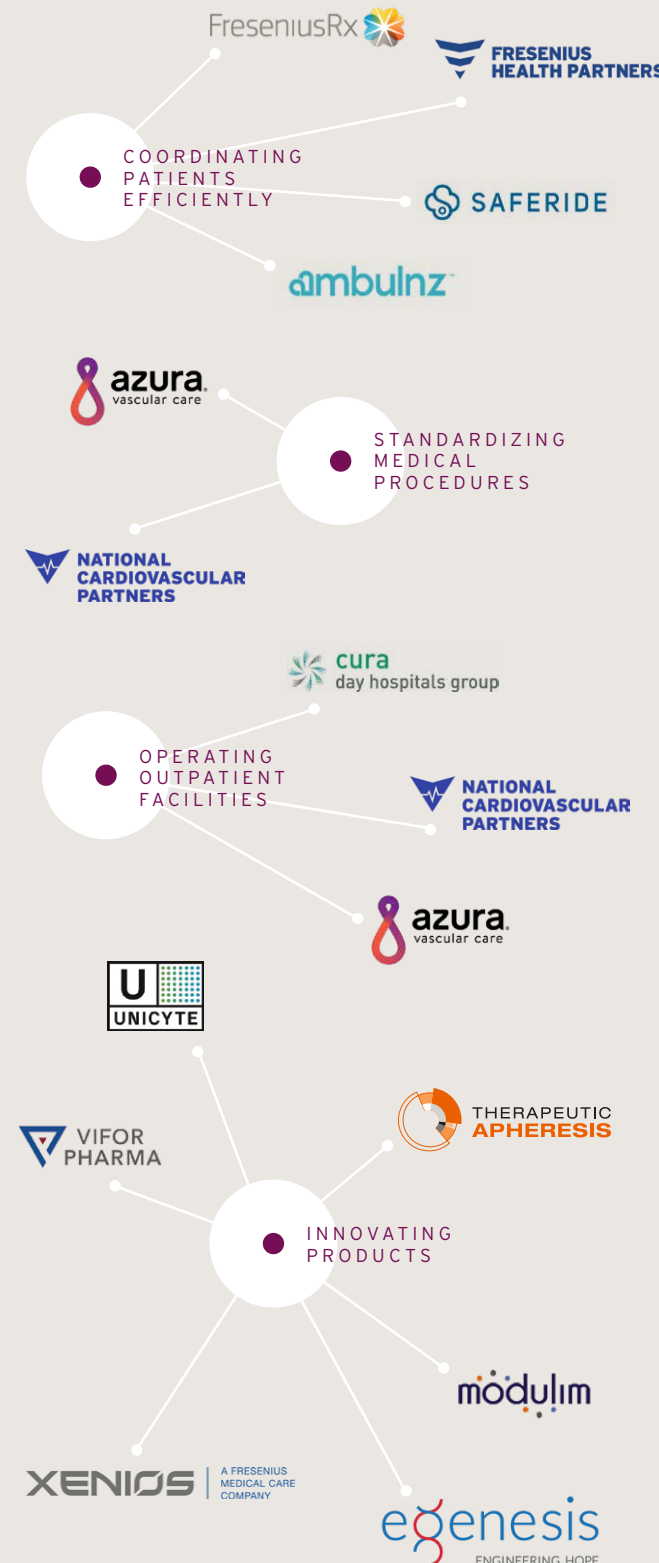 FreseniusRx
FRESENIUS
HEALTH PARTNERS
COORDINATING
PATIENTS
EFFICIENTLY
SAFERIDE
ambulnz
azura.
vascular care
STANDARDIZING
MEDICAL
PROCEDURES
NATIONAL
CARDIOVASCULAR
PARTNERS
cura
day hospitals group
OPERATING
OUTPATIENT
FACILITIES
NATIONAL
CARDIOVASCULAR
PARTNERS
azura.
vascular care
U
UNICYTE
THERAPEUTIC
APHERESIS
VIFOR
PHARMA
INNOVATING
PRODUCTS
modulim
XENIOS
A FRESENIUS
MEDICAL CARE
COMPANY
egenesis
ENGINEERING HOPE